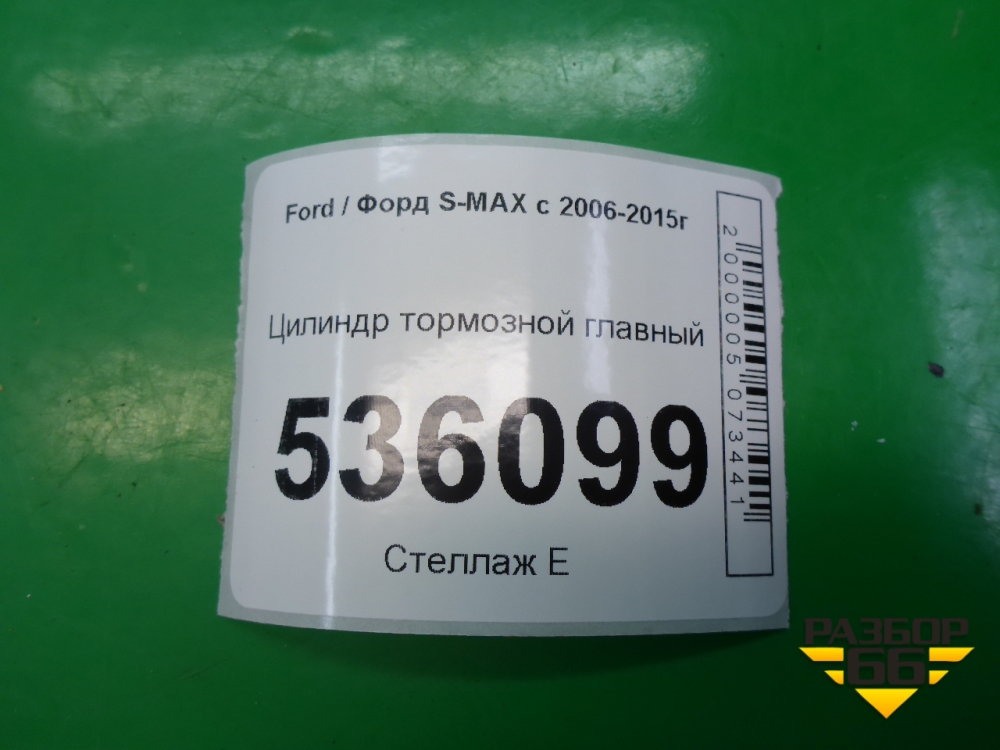 Ford / Форд S-MAX с 2006-2015г
Цилиндр тормозной главный
536099
Стеллаж Е
2000005073441
РАЗБОР
66